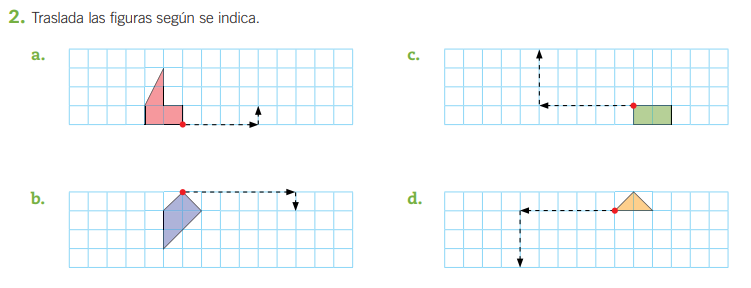 2. Traslada las figuras según se indica.
a.
c.
b.
d.